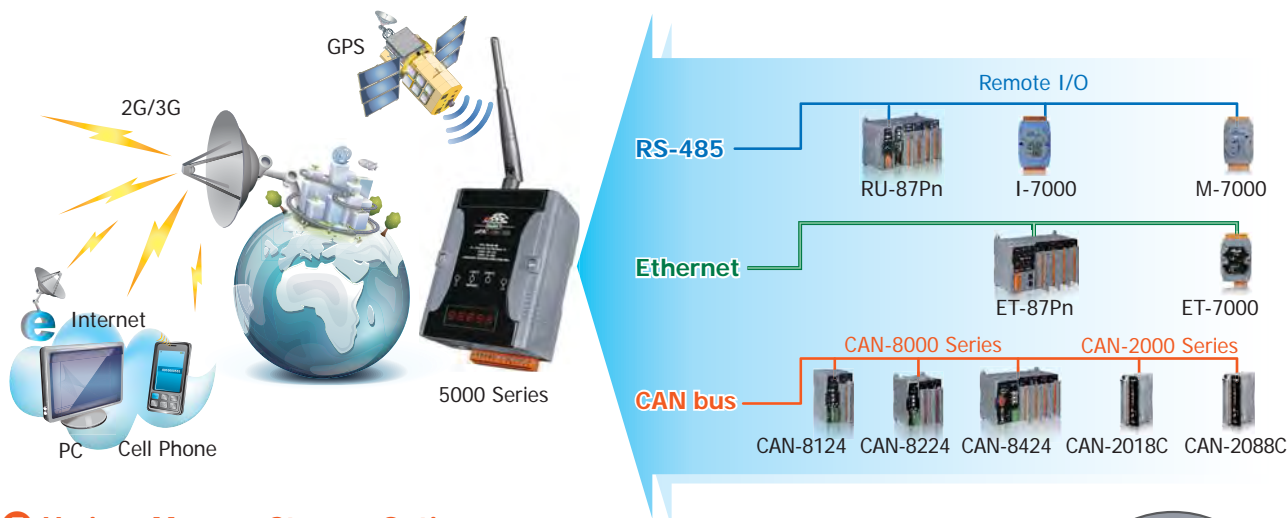 GPS
2G/3G
Internet
PC
Cell Phone
5000 Series
Remote I/O
RS-485
RU-87Pn
I-7000
M-7000
Ethernet
ET-87Pn
ET-7000
CAN-8000 Series
CAN-2000 Series
CAN bus
CAN-8124
CAN-8224
CAN-8424
CAN-2018C
CAN-2088C